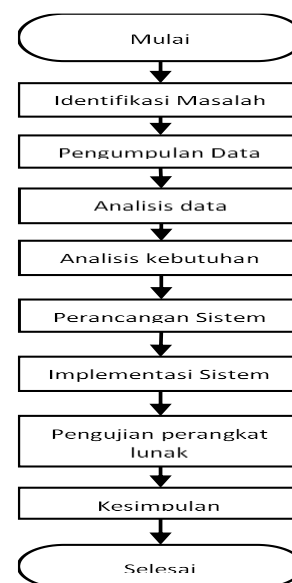 Mulai
Identifikasi Masalah
Pengumpulan Data
Analisis data
Analisis kebutuhan
Perancangan Sistem
Implementasi Sistem
Pengujian perangkat
lunak
Kesimpulan
Selesai